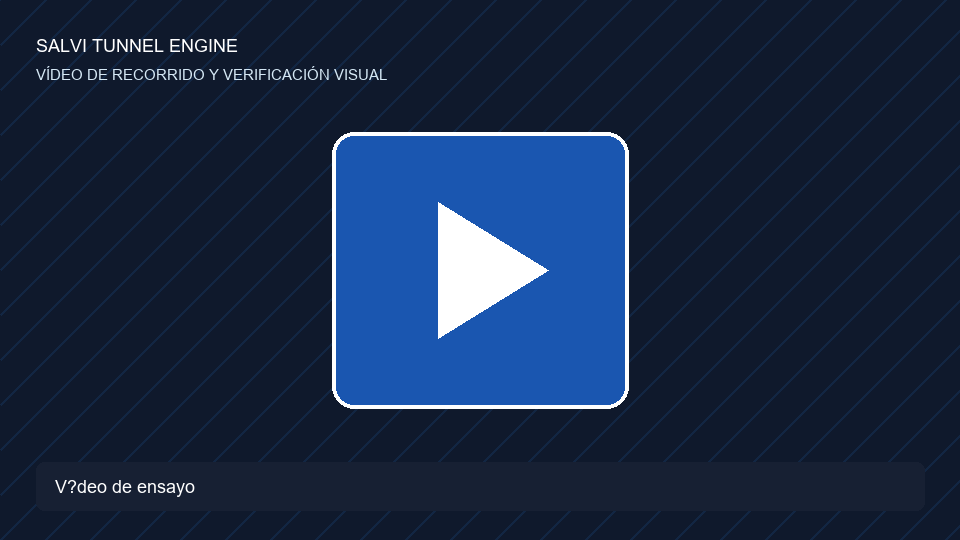 SALVI TUNNEL ENGINE
VÍDEO DE RECORRIDO Y VERIFICACIÓN VISUAL
V?deo de ensayo